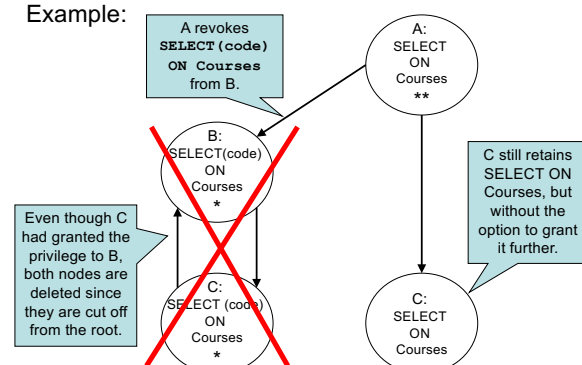 Example:
A revokes
SELECT(code)
ON Courses
from B.
A:
SELECT
ON
Courses
**
B:
SELECT(code)
ON
Courses
*
Even though C
had granted the
privilege to B,
both nodes are
deleted since
they are cut off
from the root.
C:
SELECT (code)
ON
Courses
*
C still retains
SELECT ON
Courses, but
without the
option to grant
it further.
C:
SELECT
ON
Courses